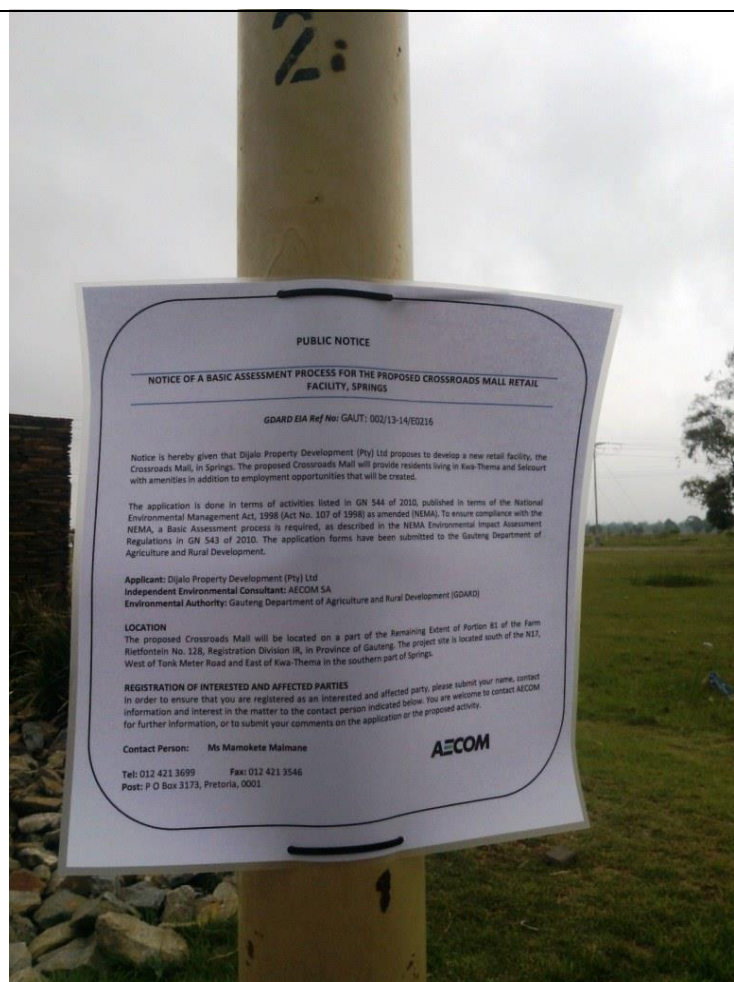 2i
PUBLIC NOTICE
NOTICE OF A BASIC ASSESSMENT PROCESS FOR THE PROPOSED CROSSROADS MALL RETAIL
FACILITY, SPRINGS
GDARD EIA Ref No: GAUT: 002/13-14/E0216
Notice is hereby given that Dijalo Property Development (Pty) Ltd proposes to develop a new retail facility, the
Crossroads Mall, in Springs. The proposed Crossroads Mall will provide residents living in Kwa-Thema and Selcourt
with amenities in addition to employment opportunities that will be created.
The application is done in terms of activities listed in GN 544 of 2010, published in terms of the National
Environmental Management Act, 1998 (Act No. 107 of 1998) as amended (NEMA). To ensure compliance with the
NEMA, a Basic Assessment process is required, as described in the NEMA Environmental Impact Assessment
Regulations in GN 543 of 2010. The application forms have been submitted to the Gauteng Department of
Agriculture and Rural Development.
Applicant: Dijalo Property Development (Pty) Ltd
Independent Environmental Consultant: AECOM SA
Environmental Authority: Gauteng Department of Agriculture and Rural Development (GDARD)
LOCATION
The proposed Crossroads Mall will be located on a part of the Remaining Extent of Portion 81 of the Farm
Rietfontein No. 128, Registration Division IR, in Province of Gauteng. The project site is located south of the N17,
West of Tonk Meter Road and East of Kwa-Thema in the southern part of Springs.
REGISTRATION OF INTERESTED AND AFFECTED PARTIES
In order to ensure that you are registered as an interested and affected party, please submit your name, contact
information and interest in the matter to the contact person indicated below. You are welcome to contact AECOM
for further information, or to submit your comments on the application or the proposed activity.
Contact Person: Ms Mamokete Maimane
AECOM
Tel: 012 421 3699 Fax: 012 421 3546
Post: P O Box 3173, Pretoria, 0001